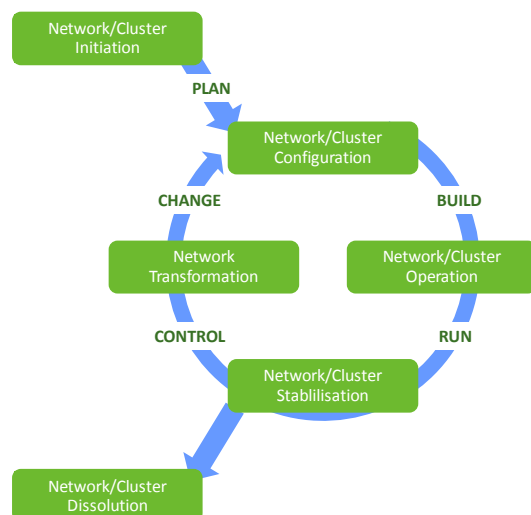 Network/Cluster
Initiation
PLAN
Network/Cluster
Configuration
CHANGE
BUILD
Network
Transformation
Network/Cluster
Operation
CONTROL
RUN
Network/Cluster
Stablilisation
Network/Cluster
Dissolution